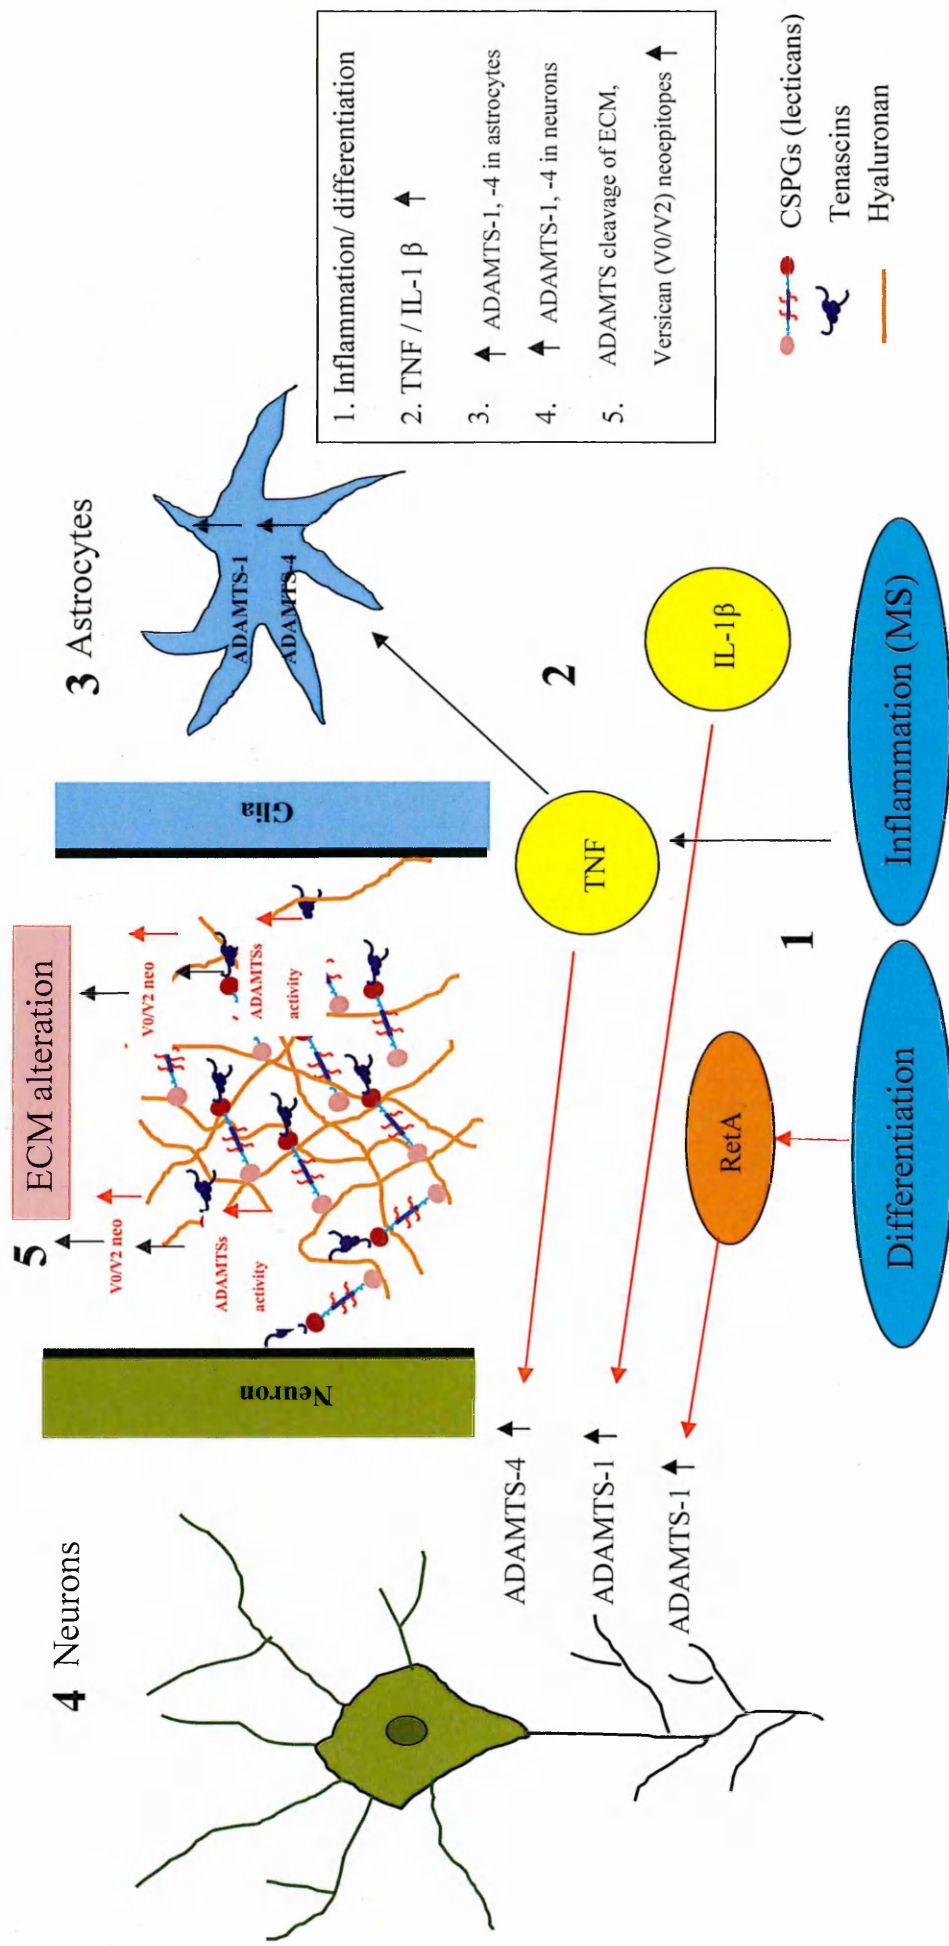 4 Neurons
ADAMTS-4
ADAMTS-1
ADAMTS-1
Neuron
5
ECM alteration
V0/V2 neo
ADAMTSs
activity
V0/V2 neo
ADAMTSs
activity
Glia
3 Astrocytes
ADAMTS-1
ADAMTS-4
TNF
2
IL-1β
RetA
1
Differentiation
Inflammation (MS)
1. Inflammation/ differentiation
2. TNF / IL-1 β ↑
3. ↑ ADAMTS-1, -4 in astrocytes
4. ↑ ADAMTS-1, -4 in neurons
5. ADAMTS cleavage of ECM,
Versican (V0/V2) neoepitopes ↑
CSPGs (lecticans)
Tenascins
Hyaluronan